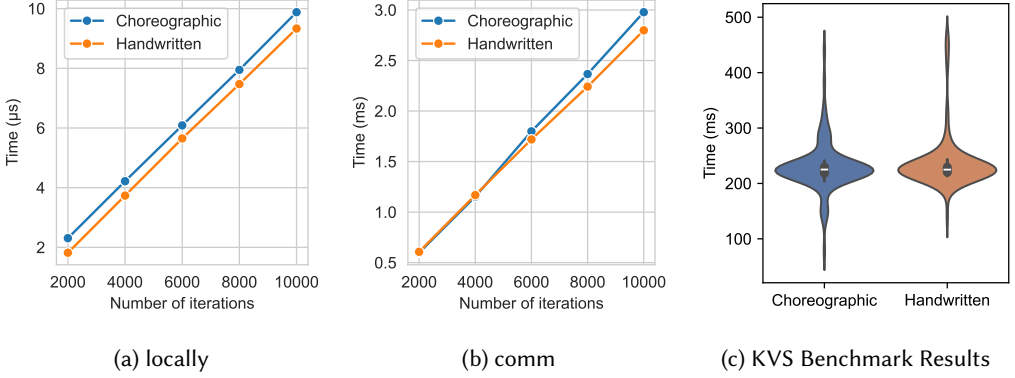 Choreographic
Handwritten
10
8
6
4
2
Time (μs)
2000 4000 6000 8000 10000
Number of iterations
(a) locally
Choreographic
Handwritten
3.0
2.5
2.0
1.5
1.0
0.5
Time (ms)
2000 4000 6000 8000 10000
Number of iterations
(b) comm
500
400
300
200
100
Time (ms)
Choreographic Handwritten
(c) KVS Benchmark Results